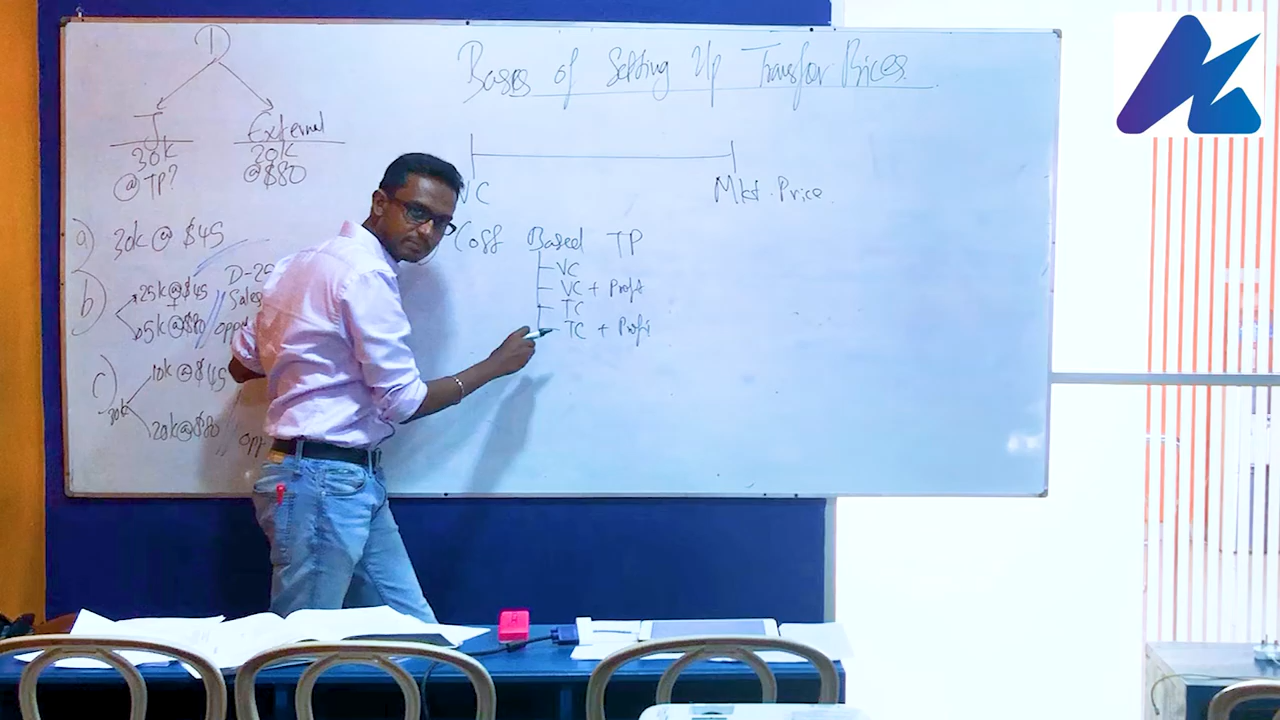 Bases of Setting Up Transfer Prices
D
J
External
30k
20k
@TP?
@$80
VC
Mkt. Price
a) 30k @ $45
b)
25k@$45
5k@$80
D-25
Sales
c)
30k
10k@$45
20k@$80
Opp
Cost Based TP
VC
VC + Profit
TC
TC + Profit